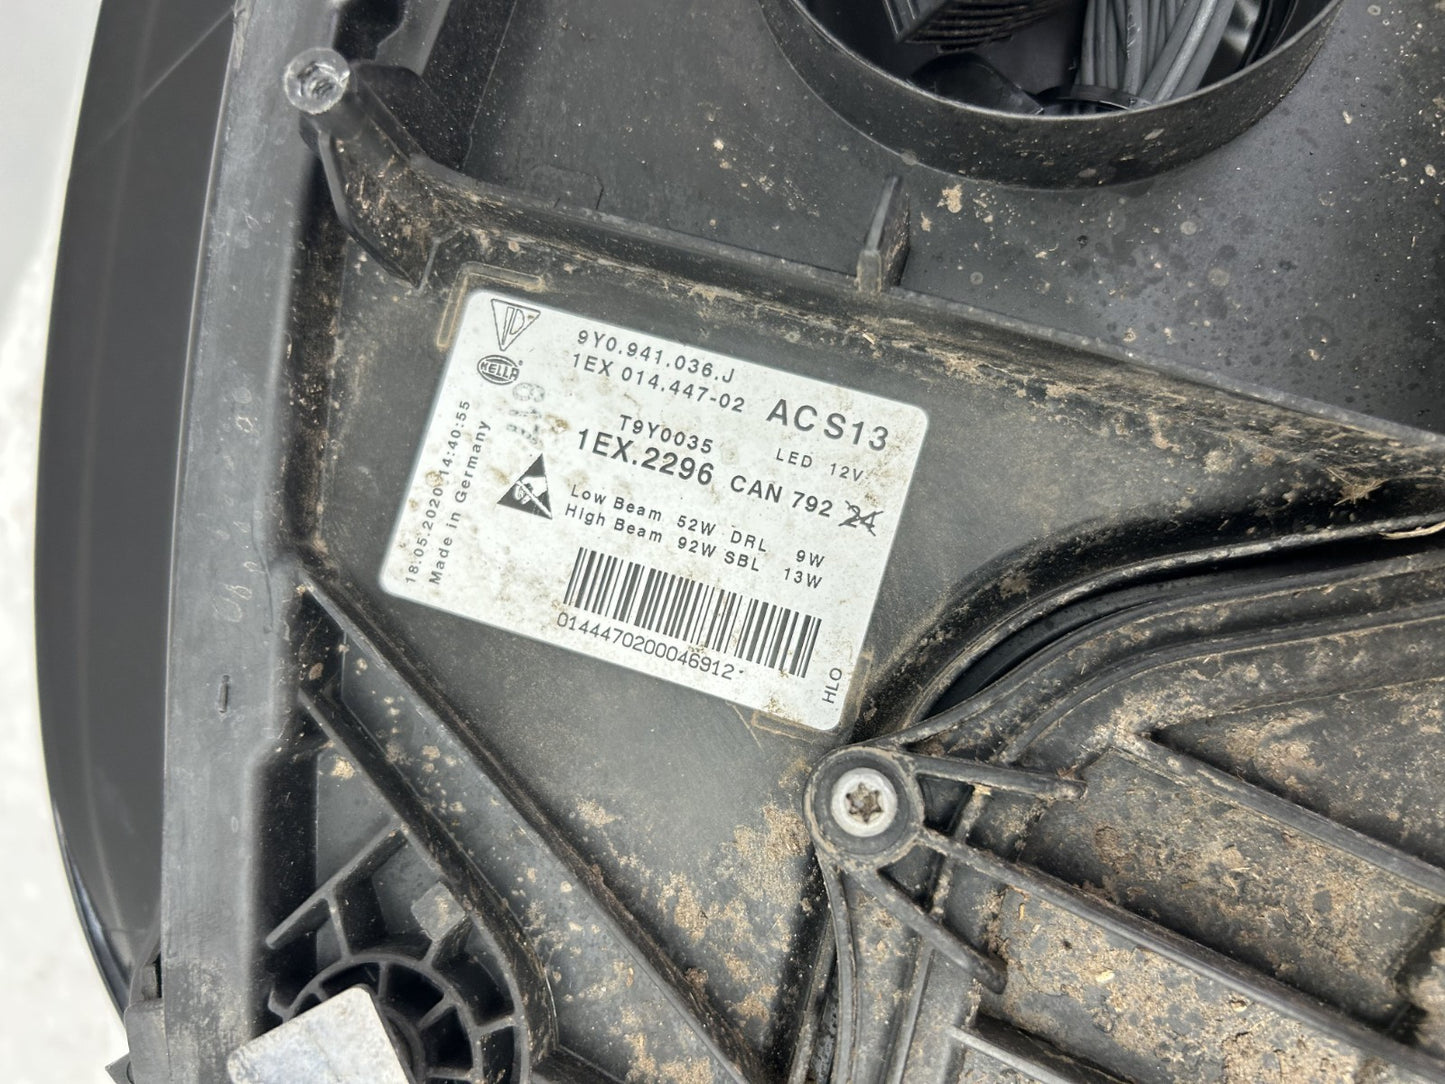 9Y0.941.036.J
1EX 014.447-02
ACS13
HELLA
T9Y0035
LED 12V
1EX.2296 CAN 792 24
Low Beam 52W DRL 9W
High Beam 92W SBL 13W
18.05.2020 14:40:55
Made in Germany
0144470200046912
HLO